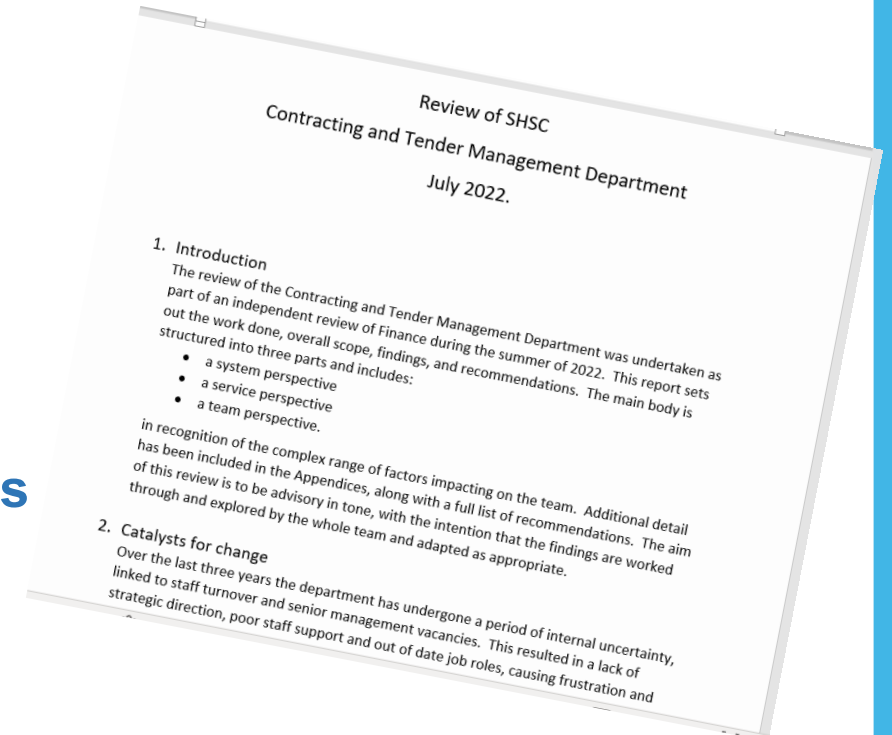 Review of SHSC
Contracting and Tender Management Department
July 2022.
1. Introduction
The review of the Contracting and Tender Management Department was undertaken as
part of an independent review of Finance during the summer of 2022. This report sets
out the work done, overall scope, findings, and recommendations. The main body is
structured into three parts and includes:
• a system perspective
• a service perspective
• a team perspective.
in recognition of the complex range of factors impacting on the team. Additional detail
has been included in the Appendices, along with a full list of recommendations. The aim
of this review is to be advisory in tone, with the intention that the findings are worked
through and explored by the whole team and adapted as appropriate.
s
2. Catalysts for change
Over the last three years the department has undergone a period of internal uncertainty,
linked to staff turnover and senior management vacancies. This resulted in a lack of
strategic direction, poor staff support and out of date job roles, causing frustration and